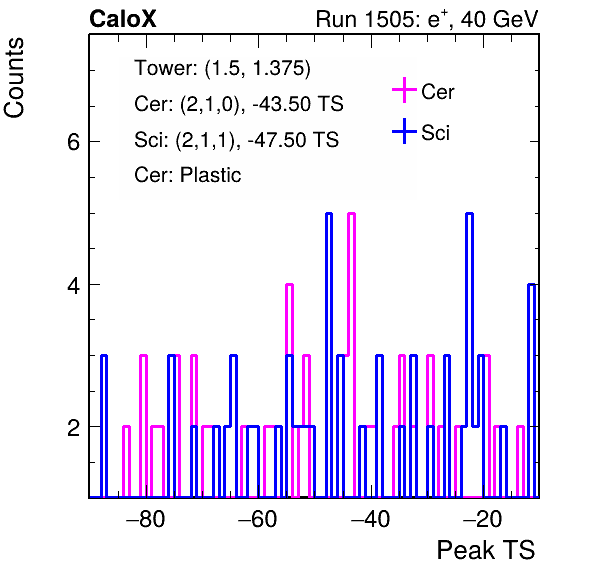 CaloX Run 1505: e+, 40 GeV
Counts
Tower: (1.5, 1.375)
Cer: (2,1,0), -43.50 TS
Sci: (2,1,1), -47.50 TS
Cer: Plastic
Cer
Sci
6
4
2
−80 −60 −40 −20
Peak TS